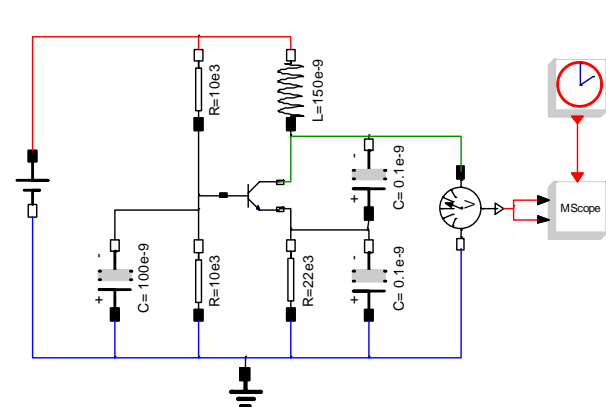 R=10e3
L=150e-9
C= 0.1e-9
MScope
C= 100e-9
R=10e3
R=22e3
C= 0.1e-9
- 
+
-
+
-
+
V